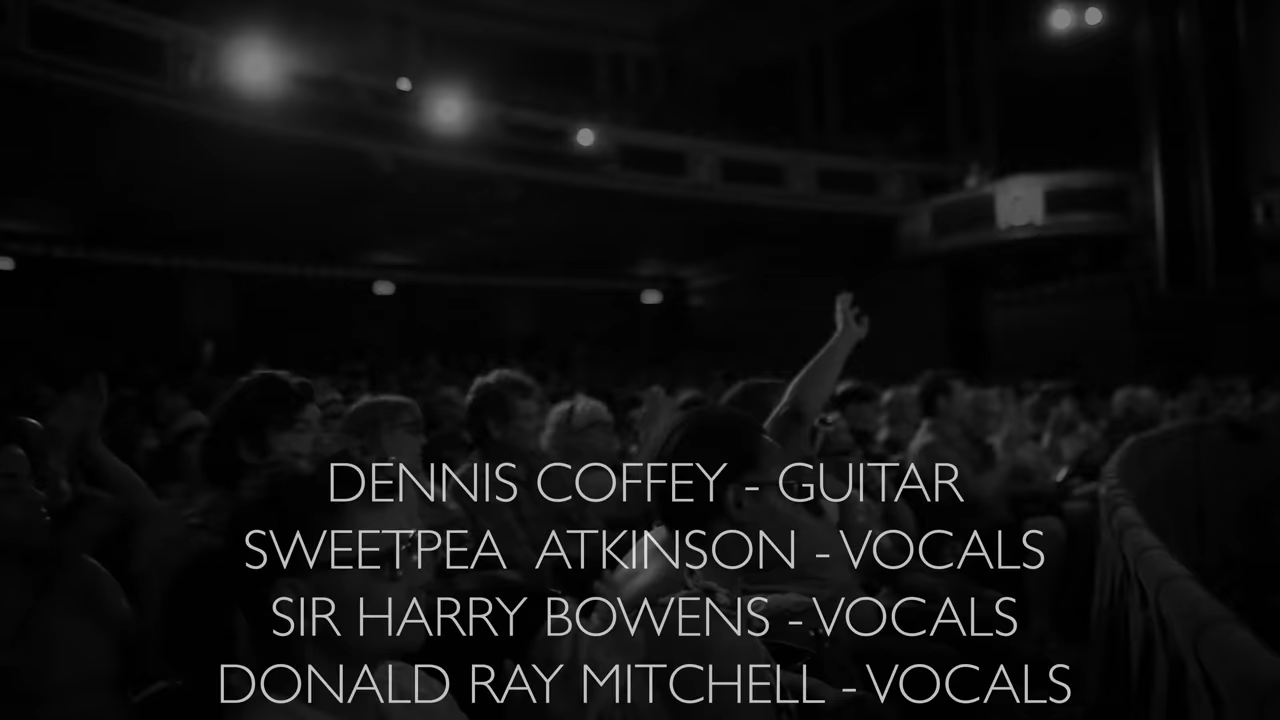 DENNIS COFFEY - GUITAR
SWEETPEA ATKINSON - VOCALS
SIR HARRY BOWENS - VOCALS
DONALD RAY MITCHELL - VOCALS